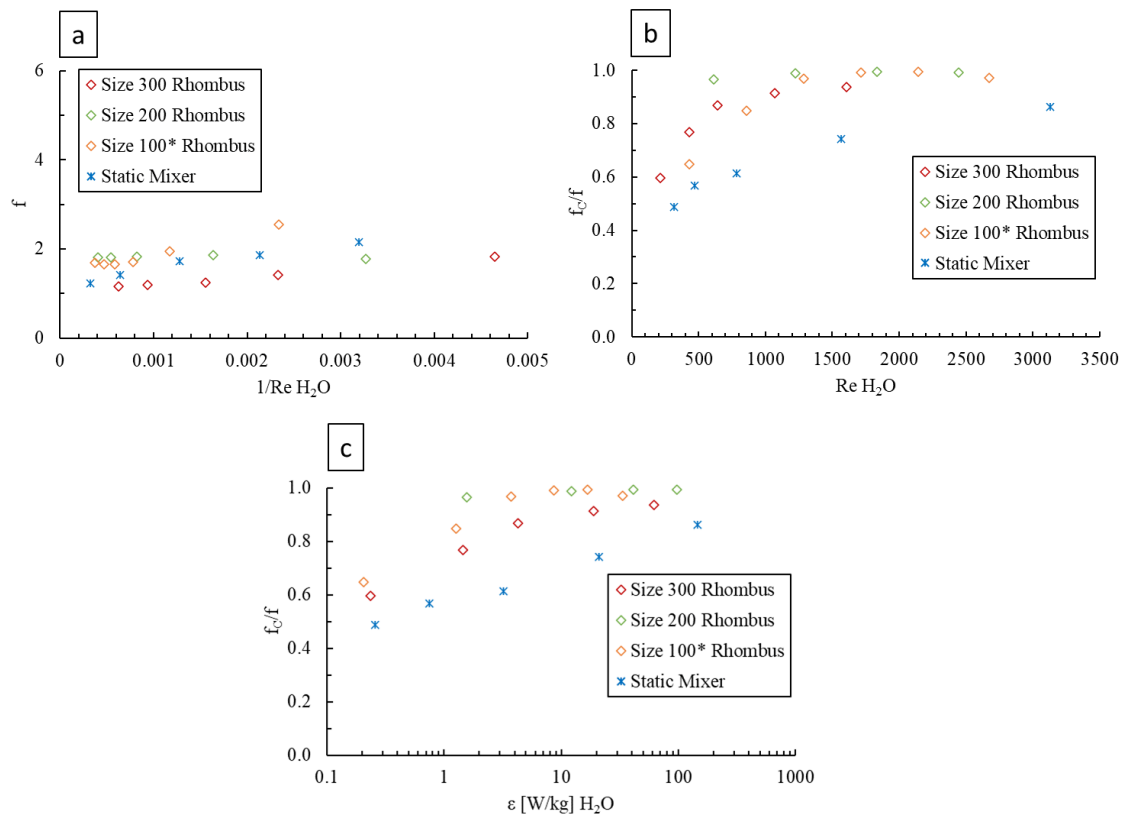 a
6
4
2
0
f
Size 300 Rhombus
Size 200 Rhombus
Size 100* Rhombus
Static Mixer
0 0.001 0.002 0.003 0.004 0.005
1/Re H₂O
b
1.0
0.8
0.6
0.4
0.2
0.0
f_C/f
Size 300 Rhombus
Size 200 Rhombus
Size 100* Rhombus
Static Mixer
0 500 1000 1500 2000 2500 3000 3500
Re H₂O
c
1.0
0.8
0.6
0.4
0.2
0.0
f_C/f
Size 300 Rhombus
Size 200 Rhombus
Size 100* Rhombus
Static Mixer
0.1 1 10 100 1000
ε [W/kg] H₂O